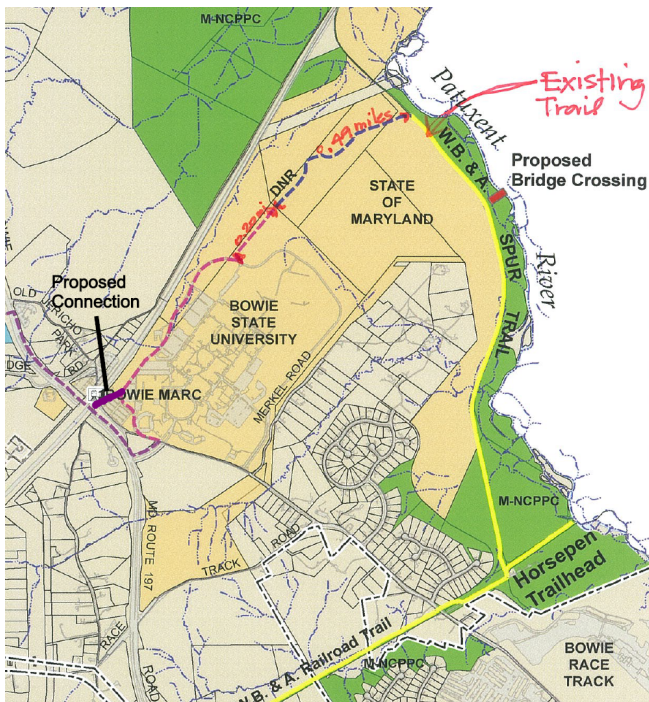 M-NCPPC
Patuxent
Existing
Trail
0.49 miles
W.B. & A.
Proposed
Bridge Crossing
DNR
STATE
OF
MARYLAND
SPUR
TRAIL
River
Proposed
Connection
OLD
JERICHO
PARK
RD
DGE
BOWIE
STATE
UNIVERSITY
BOWIE MARC
MERKEL ROAD
M-NCPPC
MD ROUTE 197
ROAD
TRACK
ROAD
RACE
Horsepen
Trailhead
W.B. & A. Railroad Trail
M-NCPPC
BOWIE
RACE
TRACK